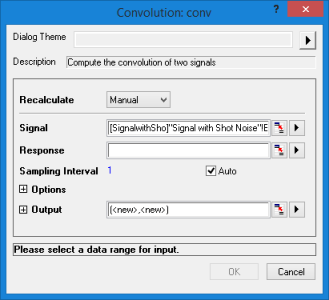 Convolution: conv
Dialog Theme
Description Compute the convolution of two signals
Recalculate Manual
Signal [SignalwithSho]"Signal with Shot Noise"!E
Response
Sampling Interval 1 Auto
Options
Output (<new>,<new>)
Please select a data range for input.
OK Cancel